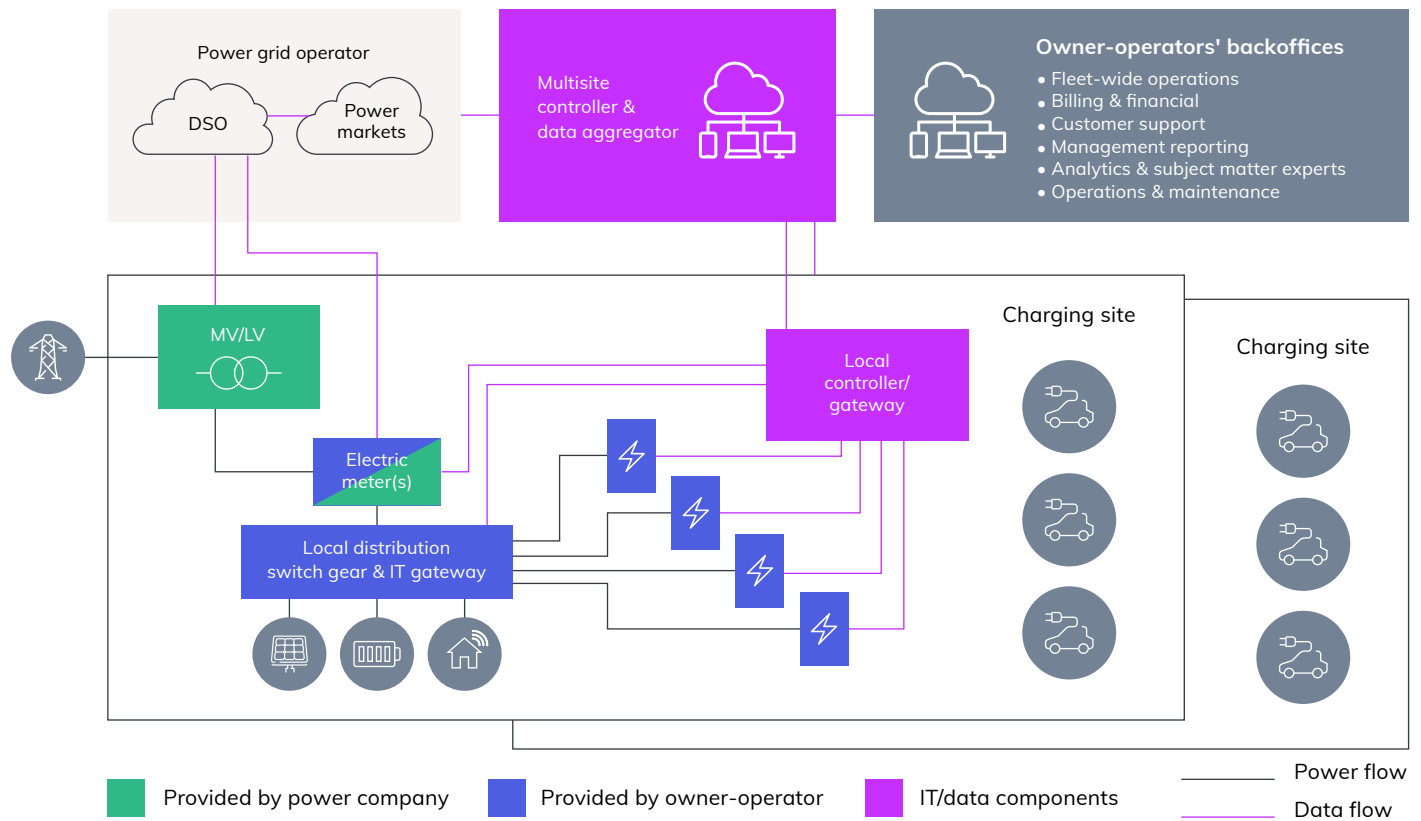 Power grid operator
DSO
Power
markets
Multisite
controller &
data aggregator
Owner-operators' backoffices
• Fleet-wide operations
• Billing & financial
• Customer support
• Management reporting
• Analytics & subject matter experts
• Operations & maintenance
MV/LV
Electric
meter(s)
Local distribution
switch gear & IT gateway
Local
controller/
gateway
Charging site
Charging site
Provided by power company
Provided by owner-operator
IT/data components
Power flow
Data flow